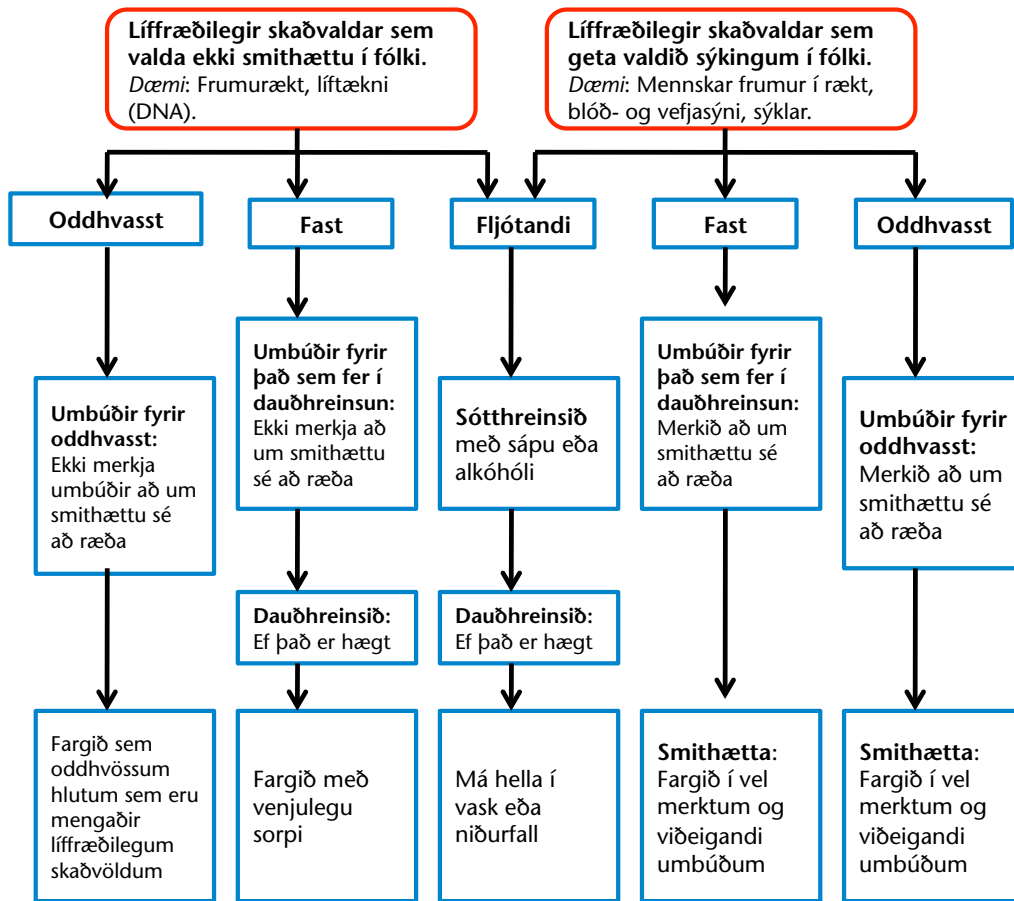 Líffræðilegir skaðvaldar sem
valda ekki smithættu í fólki.
Dæmi: Frumurækt, líftækni
(DNA).
Líffræðilegir skaðvaldar sem
geta valdið sýkingum í fólki.
Dæmi: Mennskar frumur í rækt,
blóð- og vefjasýni, sýklar.
Oddhvasst
Fast
Fljótandi
Fast
Oddhvasst
Umbúðir fyrir
oddhvasst:
Ekki merkja
umbúðir að um
smithættu sé
að ræða
Umbúðir fyrir
það sem fer í
dauðhreinsun:
Ekki merkja að
um smithættu
sé að ræða
Sótthreinsið
með sápu eða
alkóhóli
Umbúðir fyrir
það sem fer í
dauðhreinsun:
Merkið að um
smithættu sé
að ræða
Umbúðir fyrir
oddhvasst:
Merkið að um
smithættu sé
að ræða
Dauðhreinsið:
Ef það er hægt
Dauðhreinsið:
Ef það er hægt
Fargið sem
oddhvössum
hlutum sem eru
mengaðir
líffræðilegum
skaðvöldum
Fargið með
venjulegu
sorpi
Má hella í
vask eða
niðurfall
Smithætta:
Fargið í vel
merktum og
viðeigandi
umbúðum
Smithætta:
Fargið í vel
merktum og
viðeigandi
umbúðum